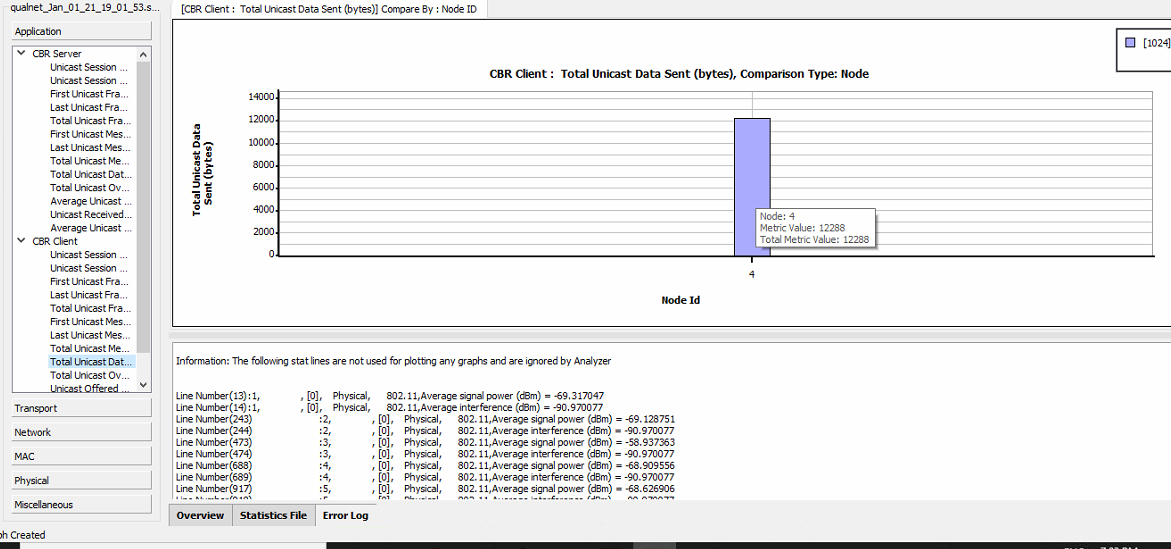 qualnet_Jan_01_21_19_01_53.s...
[CBR Client : Total Unicast Data Sent (bytes)] Compare By : Node ID
Application
CBR Server
Unicast Session ...
Unicast Session ...
First Unicast Fra...
Last Unicast Fra...
Total Unicast Fra...
First Unicast Mes...
Last Unicast Mes...
Total Unicast Me...
Total Unicast Dat...
Total Unicast Ov...
Average Unicast ...
Unicast Received...
Average Unicast ...
CBR Client
Unicast Session ...
Unicast Session ...
First Unicast Fra...
Last Unicast Fra...
Total Unicast Fra...
First Unicast Mes...
Last Unicast Mes...
Total Unicast Me...
Total Unicast Dat...
Total Unicast Ov...
Unicast Offered ...
Transport
Network
MAC
Physical
Miscellaneous
[1024]
CBR Client : Total Unicast Data Sent (bytes), Comparison Type: Node
Total Unicast Data
Sent (bytes)
14000
12000
10000
8000
6000
4000
2000
0
Node: 4
Metric Value: 12288
Total Metric Value: 12288
4
Node Id
Information: The following stat lines are not used for plotting any graphs and are ignored by Analyzer
Line Number(13):1, , [0], Physical, 802.11,Average signal power (dBm) = -69.317047
Line Number(14):1, , [0], Physical, 802.11,Average interference (dBm) = -90.970077
Line Number(243) :2, , [0], Physical, 802.11,Average signal power (dBm) = -69.128751
Line Number(244) :2, , [0], Physical, 802.11,Average interference (dBm) = -90.970077
Line Number(473) :3, , [0], Physical, 802.11,Average signal power (dBm) = -58.937363
Line Number(474) :3, , [0], Physical, 802.11,Average interference (dBm) = -90.970077
Line Number(688) :4, , [0], Physical, 802.11,Average signal power (dBm) = -68.909556
Line Number(689) :4, , [0], Physical, 802.11,Average interference (dBm) = -90.970077
Line Number(917) :5, , [0], Physical, 802.11,Average signal power (dBm) = -68.626906
Overview
Statistics File
Error Log
ph Created